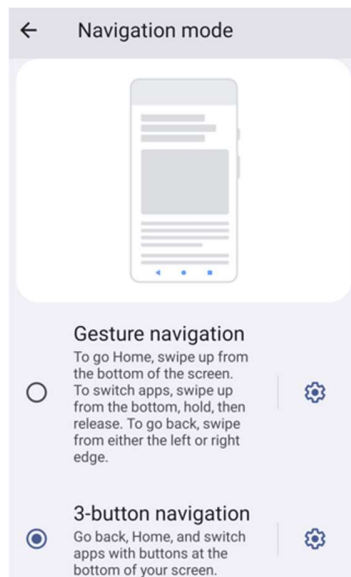 Navigation mode
Gesture navigation
To go Home, swipe up from
the bottom of the screen.
To switch apps, swipe up
from the bottom, hold, then
release. To go back, swipe
from either the left or right
edge.
3-button navigation
Go back, Home, and switch
apps with buttons at the
bottom of your screen.